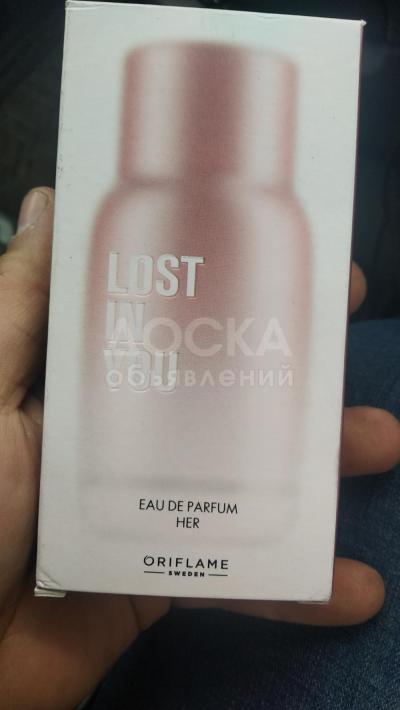 LOST
IN
YOU
ДОСКА
объявлений
EAU DE PARFUM
HER
ORIFLAME
SWEDEN